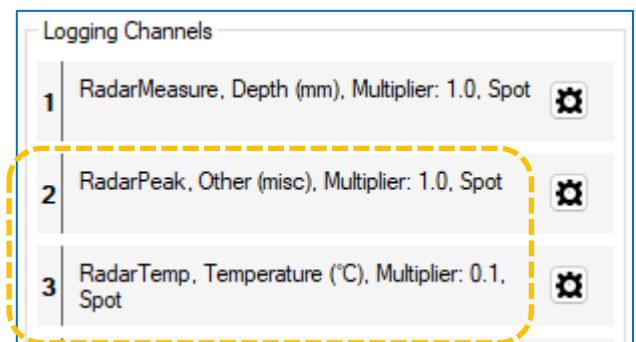 Logging Channels
1 RadarMeasure, Depth (mm), Multiplier: 1.0, Spot
2 RadarPeak, Other (misc), Multiplier: 1.0, Spot
3 RadarTemp, Temperature (°C), Multiplier: 0.1,
Spot